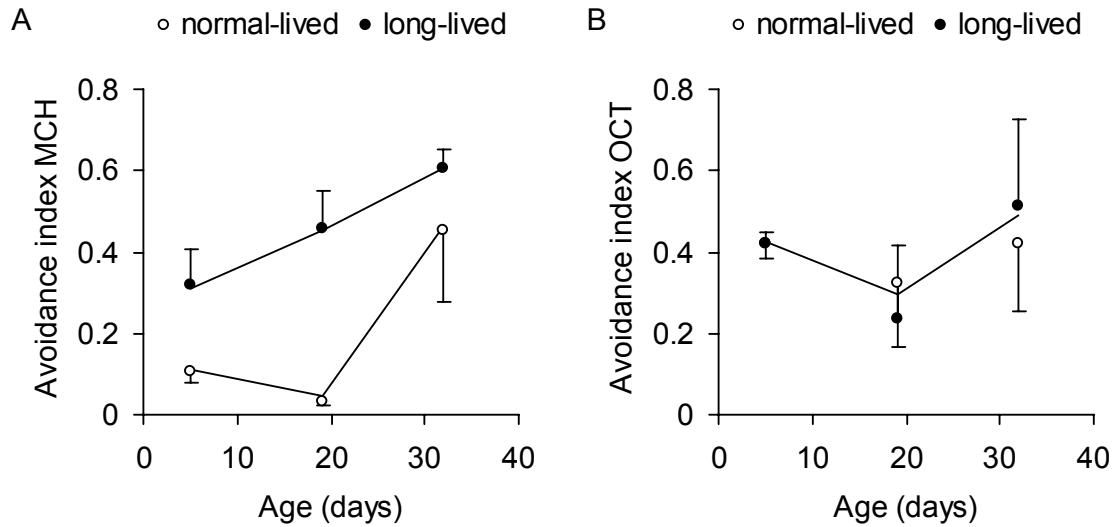 A
○ normal-lived ● long-lived
Avoidance index MCH
0.8
0.6
0.4
0.2
0
0 10 20 30 40
Age (days)
B
○ normal-lived ● long-lived
Avoidance index OCT
0.8
0.6
0.4
0.2
0
0 10 20 30 40
Age (days)